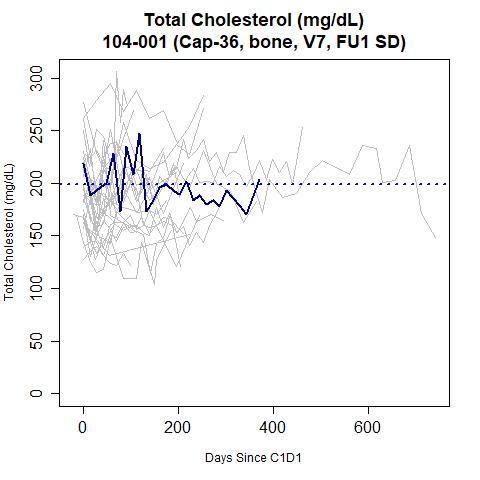 Total Cholesterol (mg/dL)
104-001 (Cap-36, bone, V7, FU1 SD)
Total Cholesterol (mg/dL)
300
250
200
150
100
50
0
0
200
400
600
Days Since C1D1